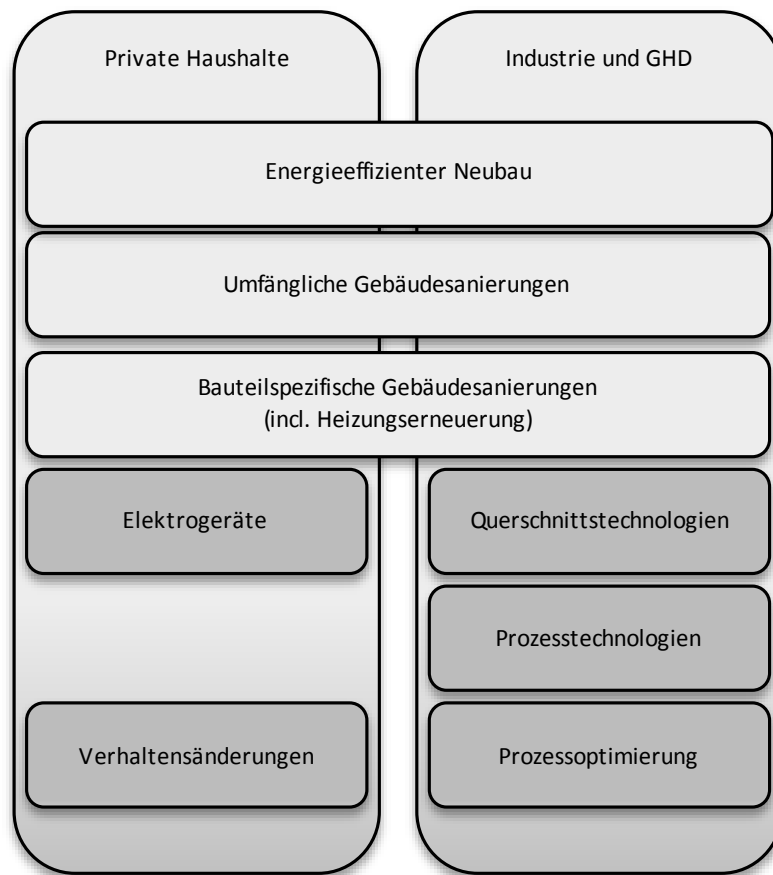 Private Haushalte
Industrie und GHD
Energieeffizienter Neubau
Umfängliche Gebäudesanierungen
Bauteilspezifische Gebäudesanierungen
(incl. Heizungserneuerung)
Elektrogeräte
Querschnittstechnologien
Prozesstechnologien
Verhaltensänderungen
Prozessoptimierung